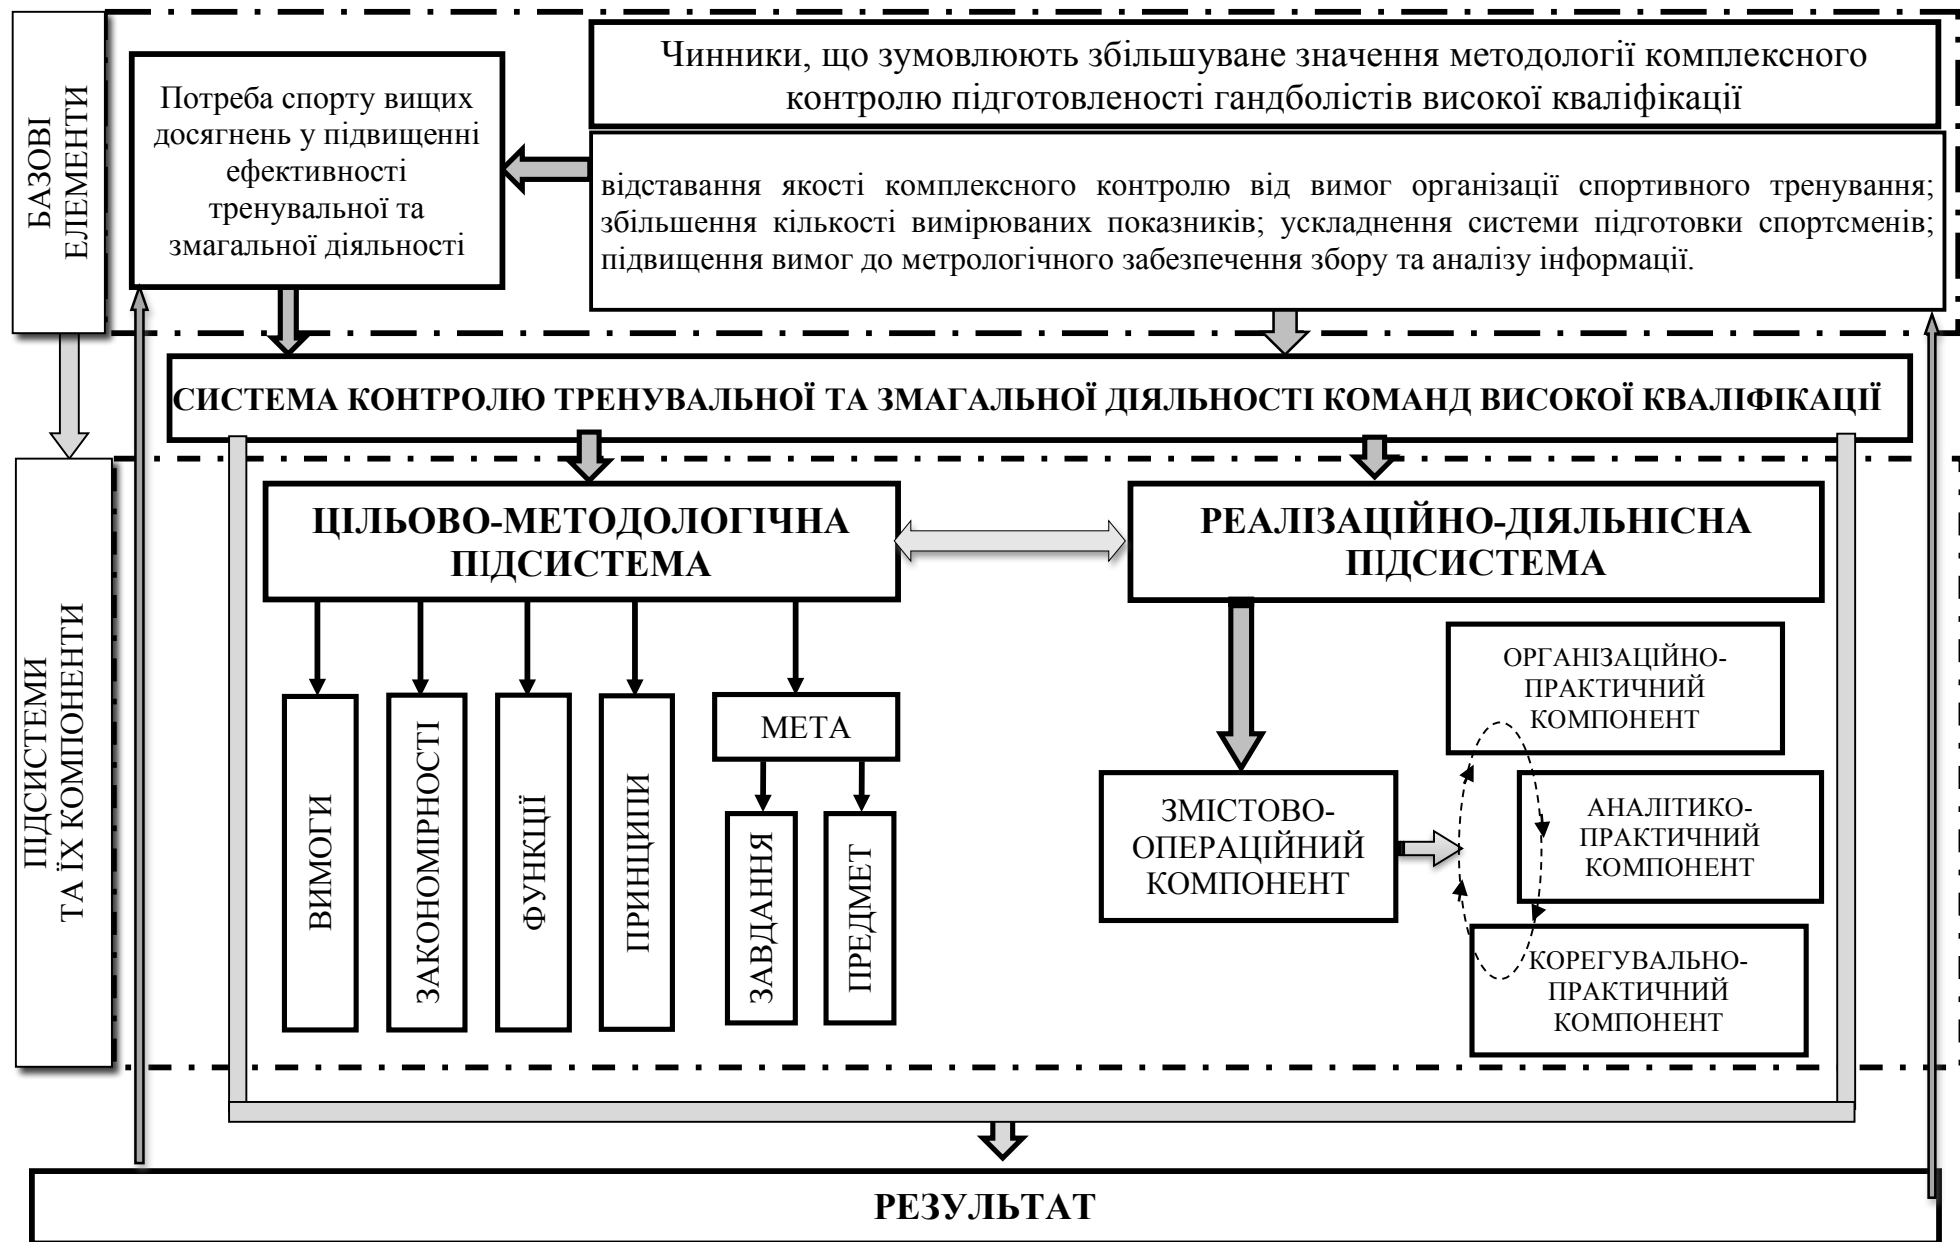 БАЗОВІ
ЕЛЕМЕНТИ
Потреба спорту вищих
досягнень у підвищенні
ефективності
тренувальної та
змагальної діяльності
Чинники, що зумовлюють збільшуване значення методології комплексного
контролю підготовленості гандболістів високої кваліфікації
відставання якості комплексного контролю від вимог організації спортивного тренування;
збільшення кількості вимірюваних показників; ускладнення системи підготовки спортсменів;
підвищення вимог до метрологічного забезпечення збору та аналізу інформації.
СИСТЕМА КОНТРОЛЮ ТРЕНУВАЛЬНОЇ ТА ЗМАГАЛЬНОЇ ДІЯЛЬНОСТІ КОМАНД ВИСОКОЇ КВАЛІФІКАЦІЇ
ПІДСИСТЕМИ
ТА ЇХ КОМПОНЕНТИ
ЦІЛЬОВО-МЕТОДОЛОГІЧНА
ПІДСИСТЕМА
РЕАЛІЗАЦІЙНО-ДІЯЛЬНІСНА
ПІДСИСТЕМА
ВИМОГИ
ЗАКОНОМІРНОСТІ
ФУНКЦІЇ
ПРИНЦИПИ
МЕТА
ЗАВДАННЯ
ПРЕДМЕТ
ЗМІСТОВО-
ОПЕРАЦІЙНИЙ
КОМПОНЕНТ
ОРГАНІЗАЦІЙНО-
ПРАКТИЧНИЙ
КОМПОНЕНТ
АНАЛІТИКО-
ПРАКТИЧНИЙ
КОМПОНЕНТ
КОРЕГУВАЛЬНО-
ПРАКТИЧНИЙ
КОМПОНЕНТ
РЕЗУЛЬТАТ